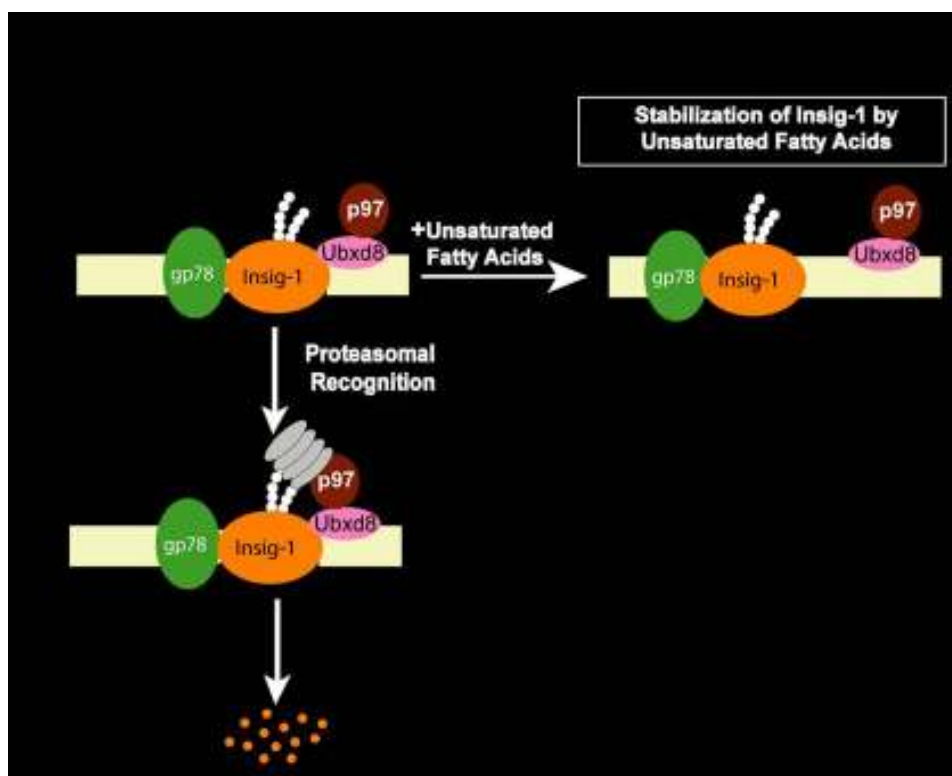 Stabilization of Insig-1 by
Unsaturated Fatty Acids
p97
Ubxd8
gp78
Insig-1
+Unsaturated
Fatty Acids
p97
Ubxd8
gp78
Insig-1
Proteasomal
Recognition
p97
Ubxd8
gp78
Insig-1